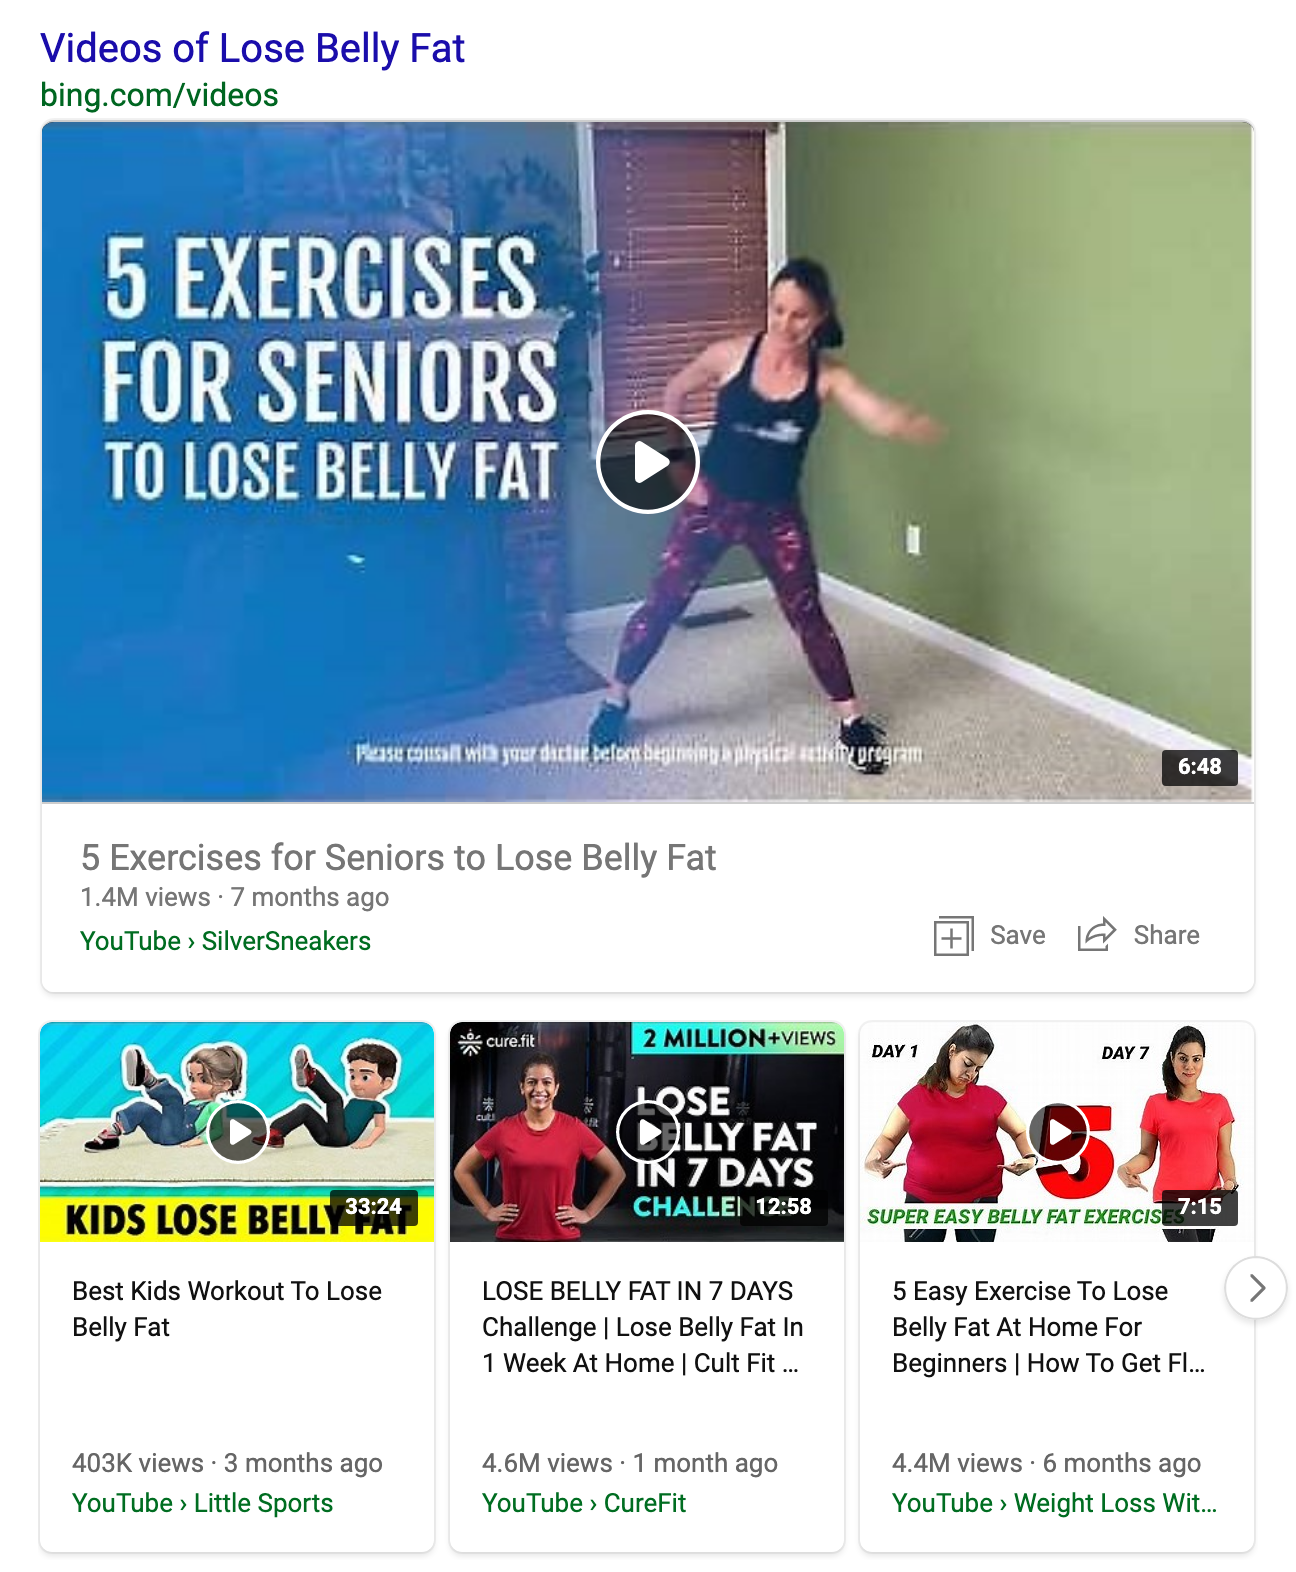 Videos of Lose Belly Fat
bing.com/videos
5 EXERCISES
FOR SENIORS
TO LOSE BELLY FAT
Please consult with your doctor before beginning a physical activity program
6:48
5 Exercises for Seniors to Lose Belly Fat
1.4M views · 7 months ago
YouTube › SilverSneakers
Save
Share
KIDS LOSE BELLY FAT
33:24
Best Kids Workout To Lose
Belly Fat
403K views · 3 months ago
YouTube › Little Sports
cure.fit
2 MILLION+VIEWS
cult.fit
LOSE
BELLY FAT
IN 7 DAYS
12:58
LOSE BELLY FAT IN 7 DAYS
Challenge | Lose Belly Fat In
1 Week At Home | Cult Fit ...
4.6M views · 1 month ago
YouTube › CureFit
DAY 1
DAY 7
5
SUPER EASY BELLY FAT EXERCISES
7:15
5 Easy Exercise To Lose
Belly Fat At Home For
Beginners | How To Get Fl...
4.4M views · 6 months ago
YouTube › Weight Loss Wit...